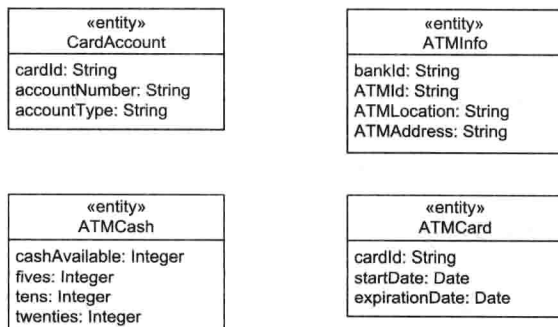 «entity»
CardAccount
cardId: String
accountNumber: String
accountType: String
«entity»
ATMInfo
bankId: String
ATMId: String
ATMLocation: String
ATMAddress: String
«entity»
ATMCash
cashAvailable: Integer
fives: Integer
tens: Integer
twenties: Integer
«entity»
ATMCard
cardId: String
startDate: Date
expirationDate: Date